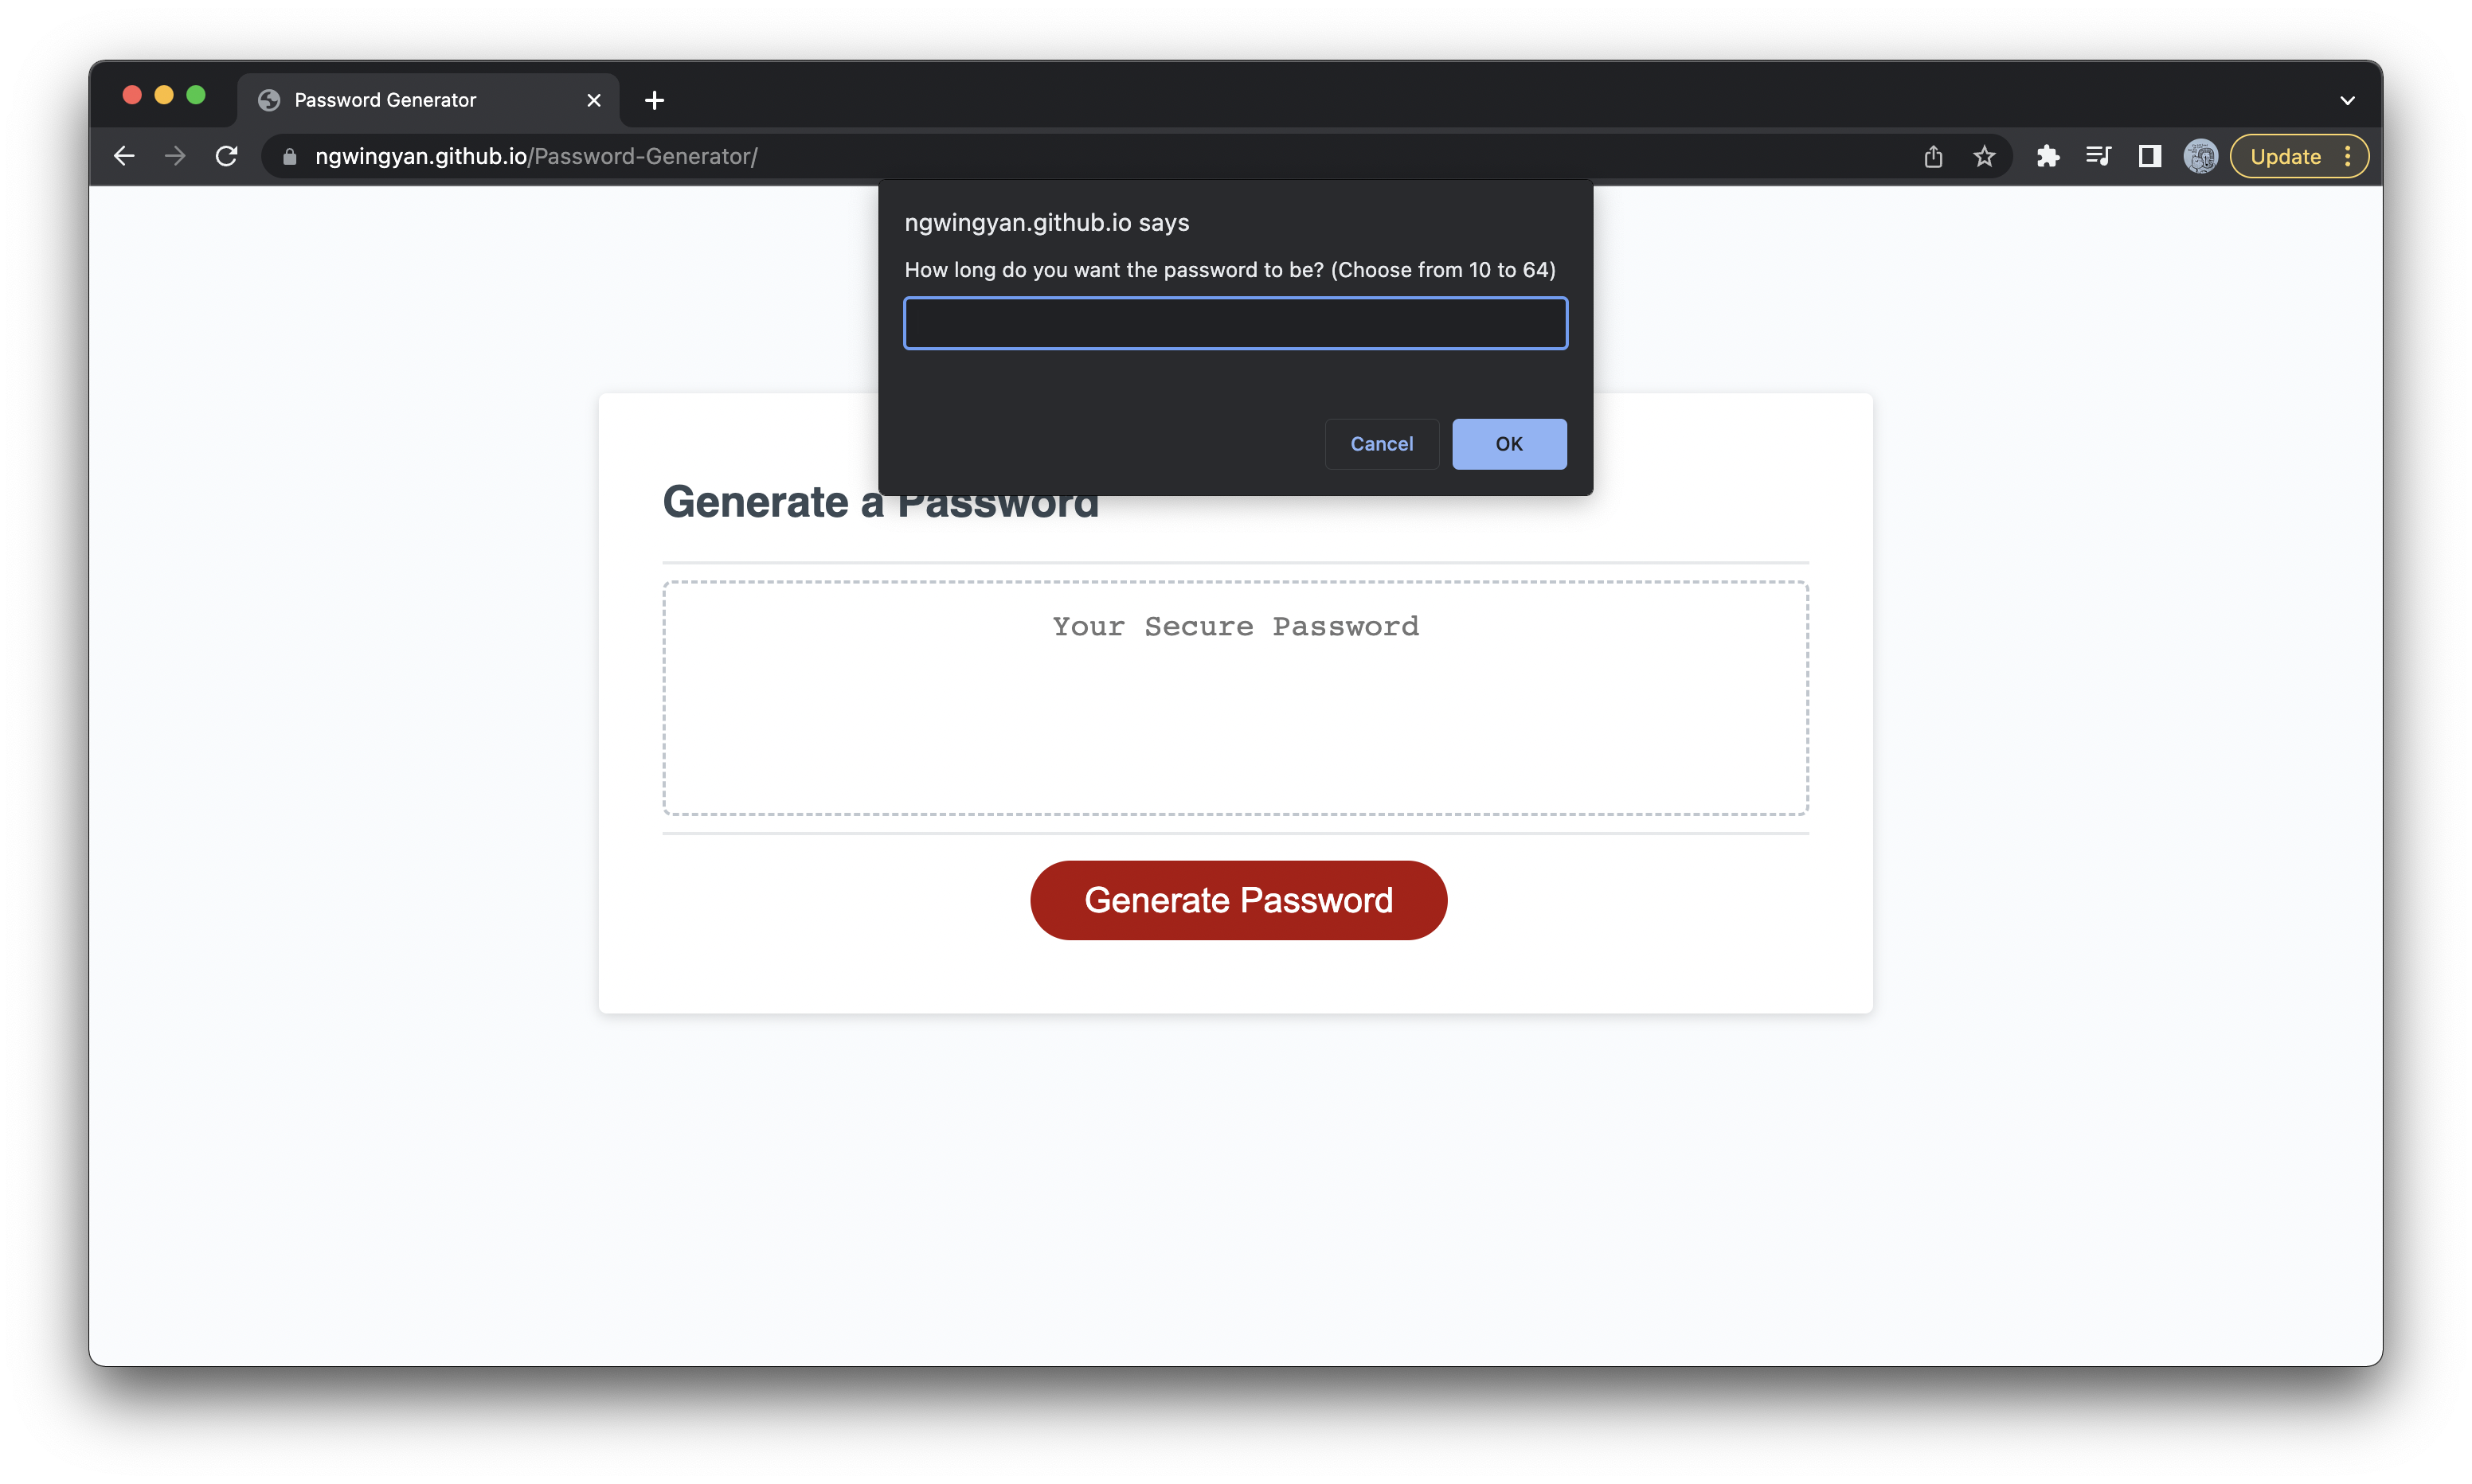 Password Generator
ngwingyan.github.io/Password-Generator/
Update
ngwingyan.github.io says
How long do you want the password to be? (Choose from 10 to 64)
Cancel
OK
Generate a Password
Your Secure Password
Generate Password